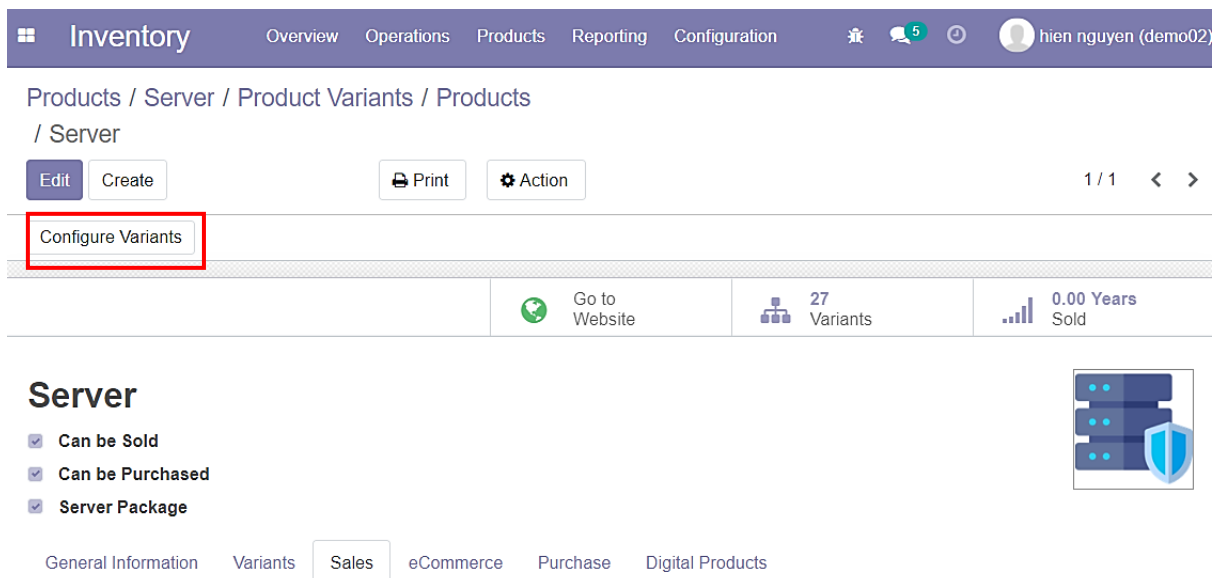 Inventory Overview Operations Products Reporting Configuration 5 hien nguyen (demo02)
Products / Server / Product Variants / Products
/ Server
Edit Create Print Action 1 / 1
Configure Variants
Go to 27 0.00 Years
Website Variants Sold
Server
Can be Sold
Can be Purchased
Server Package
General Information Variants Sales eCommerce Purchase Digital Products